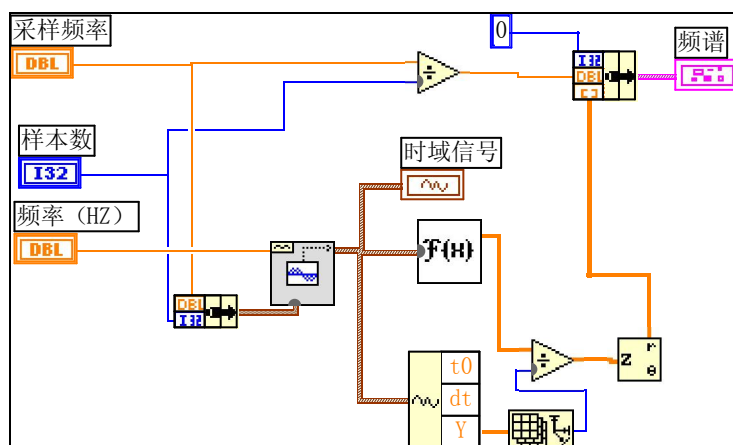 采样频率
DBL
0
I32
DBL
[ ]
频谱
样本数
I32
时域信号
频率（HZ）
DBL
F(x)
DBL
I32
t0
dt
Y
÷
÷
z
r
θ